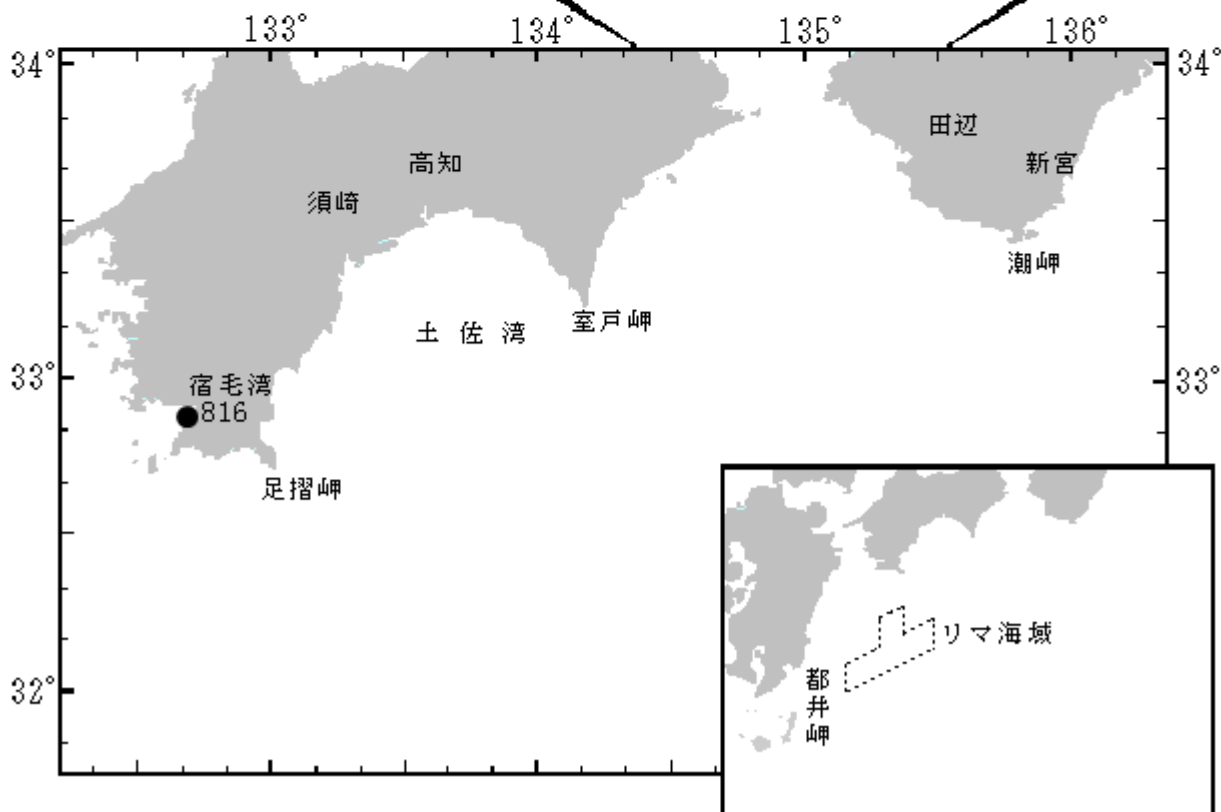 133°
134°
135°
136°
34°
34°
田辺
高知
新宮
須崎
潮岬
室戸岬
土佐湾
33°
33°
宿毛湾
816
足摺岬
リマ海域
32°
都井岬